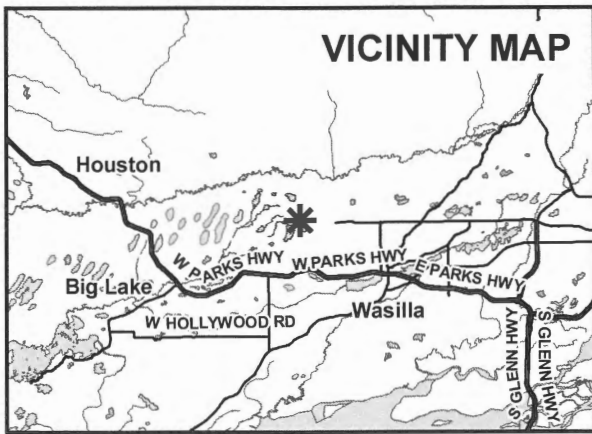 VICINITY MAP
Houston
W PARKS HWY
W PARKS HWY
E PARKS HWY
Big Lake
W HOLLYWOOD RD
Wasilla
S GLENN HWY
S GLENN HWY